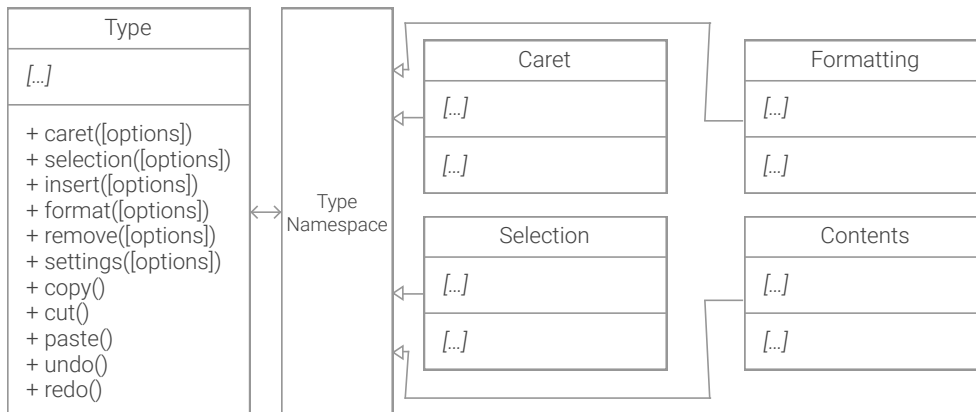 Type
[...]
+ caret([options])
+ selection([options])
+ insert([options])
+ format([options])
+ remove([options])
+ settings([options])
+ copy()
+ cut()
+ paste()
+ undo()
+ redo()
Type
Namespace
Caret
[...]
[...]
Formatting
[...]
[...]
Selection
[...]
[...]
Contents
[...]
[...]